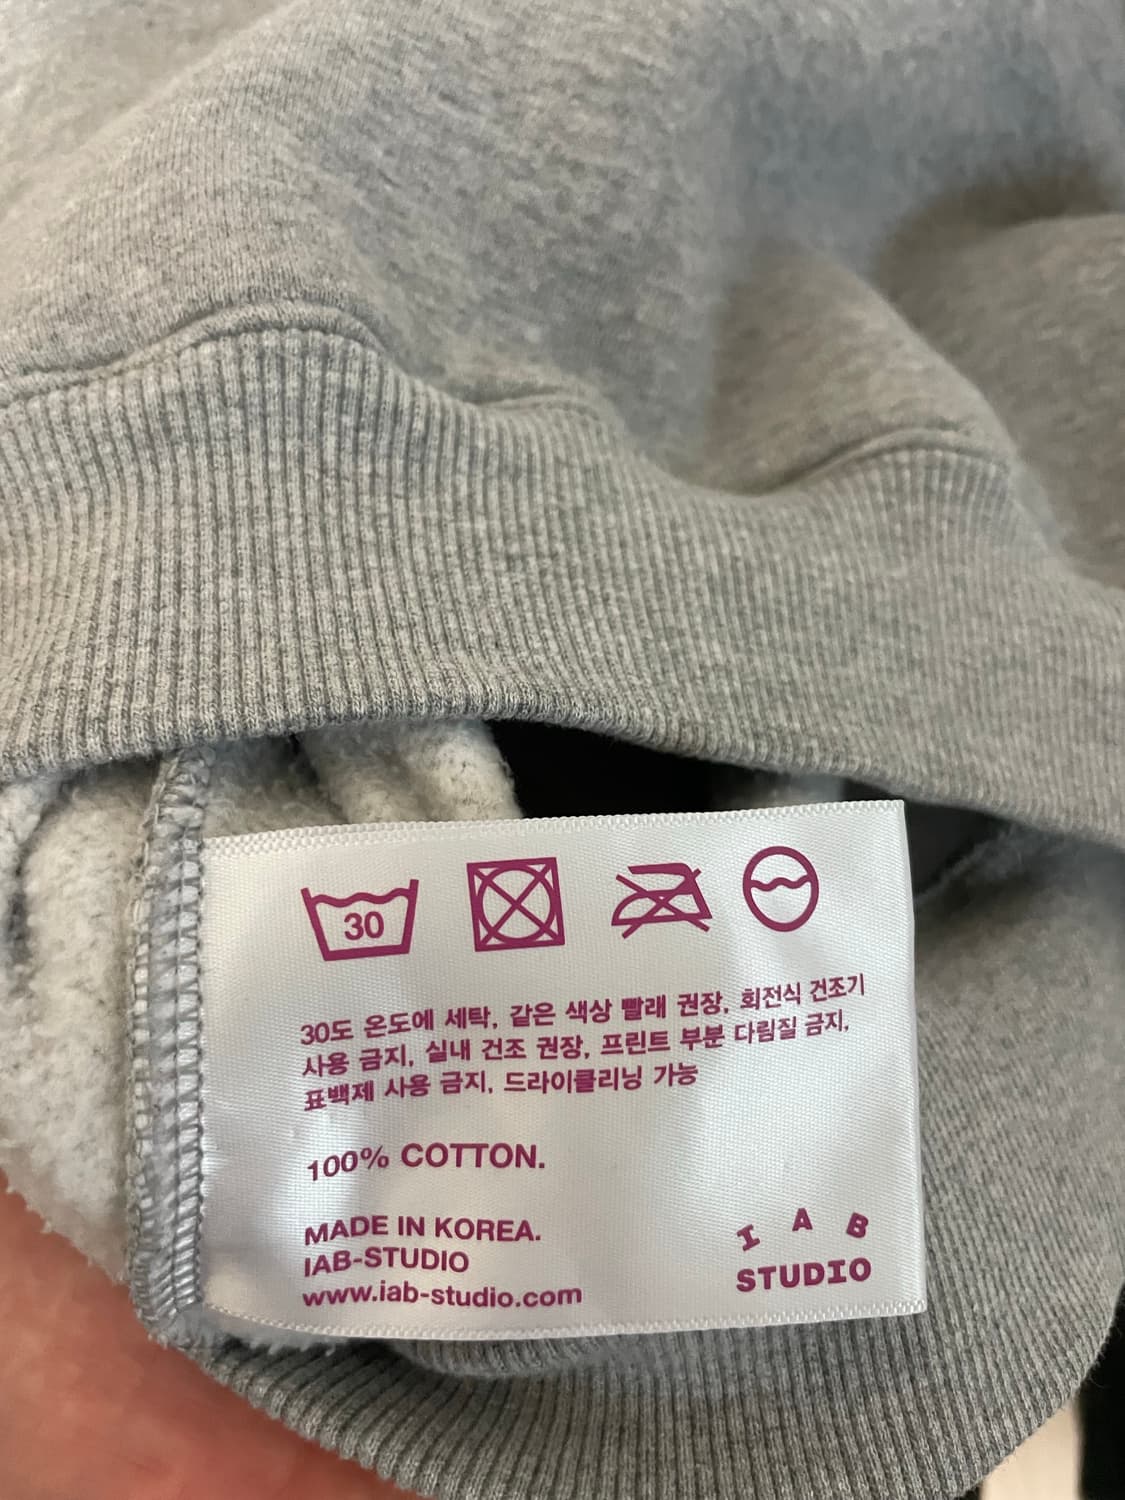 30
30도 온도에 세탁, 같은 색상 빨래 권장, 회전식 건조기
사용 금지, 실내 건조 권장, 프린트 부분 다림질 금지,
표백제 사용 금지, 드라이클리닝 가능
100% COTTON.
MADE IN KOREA.
IAB-STUDIO
www.iab-studio.com
I A B
STUDIO